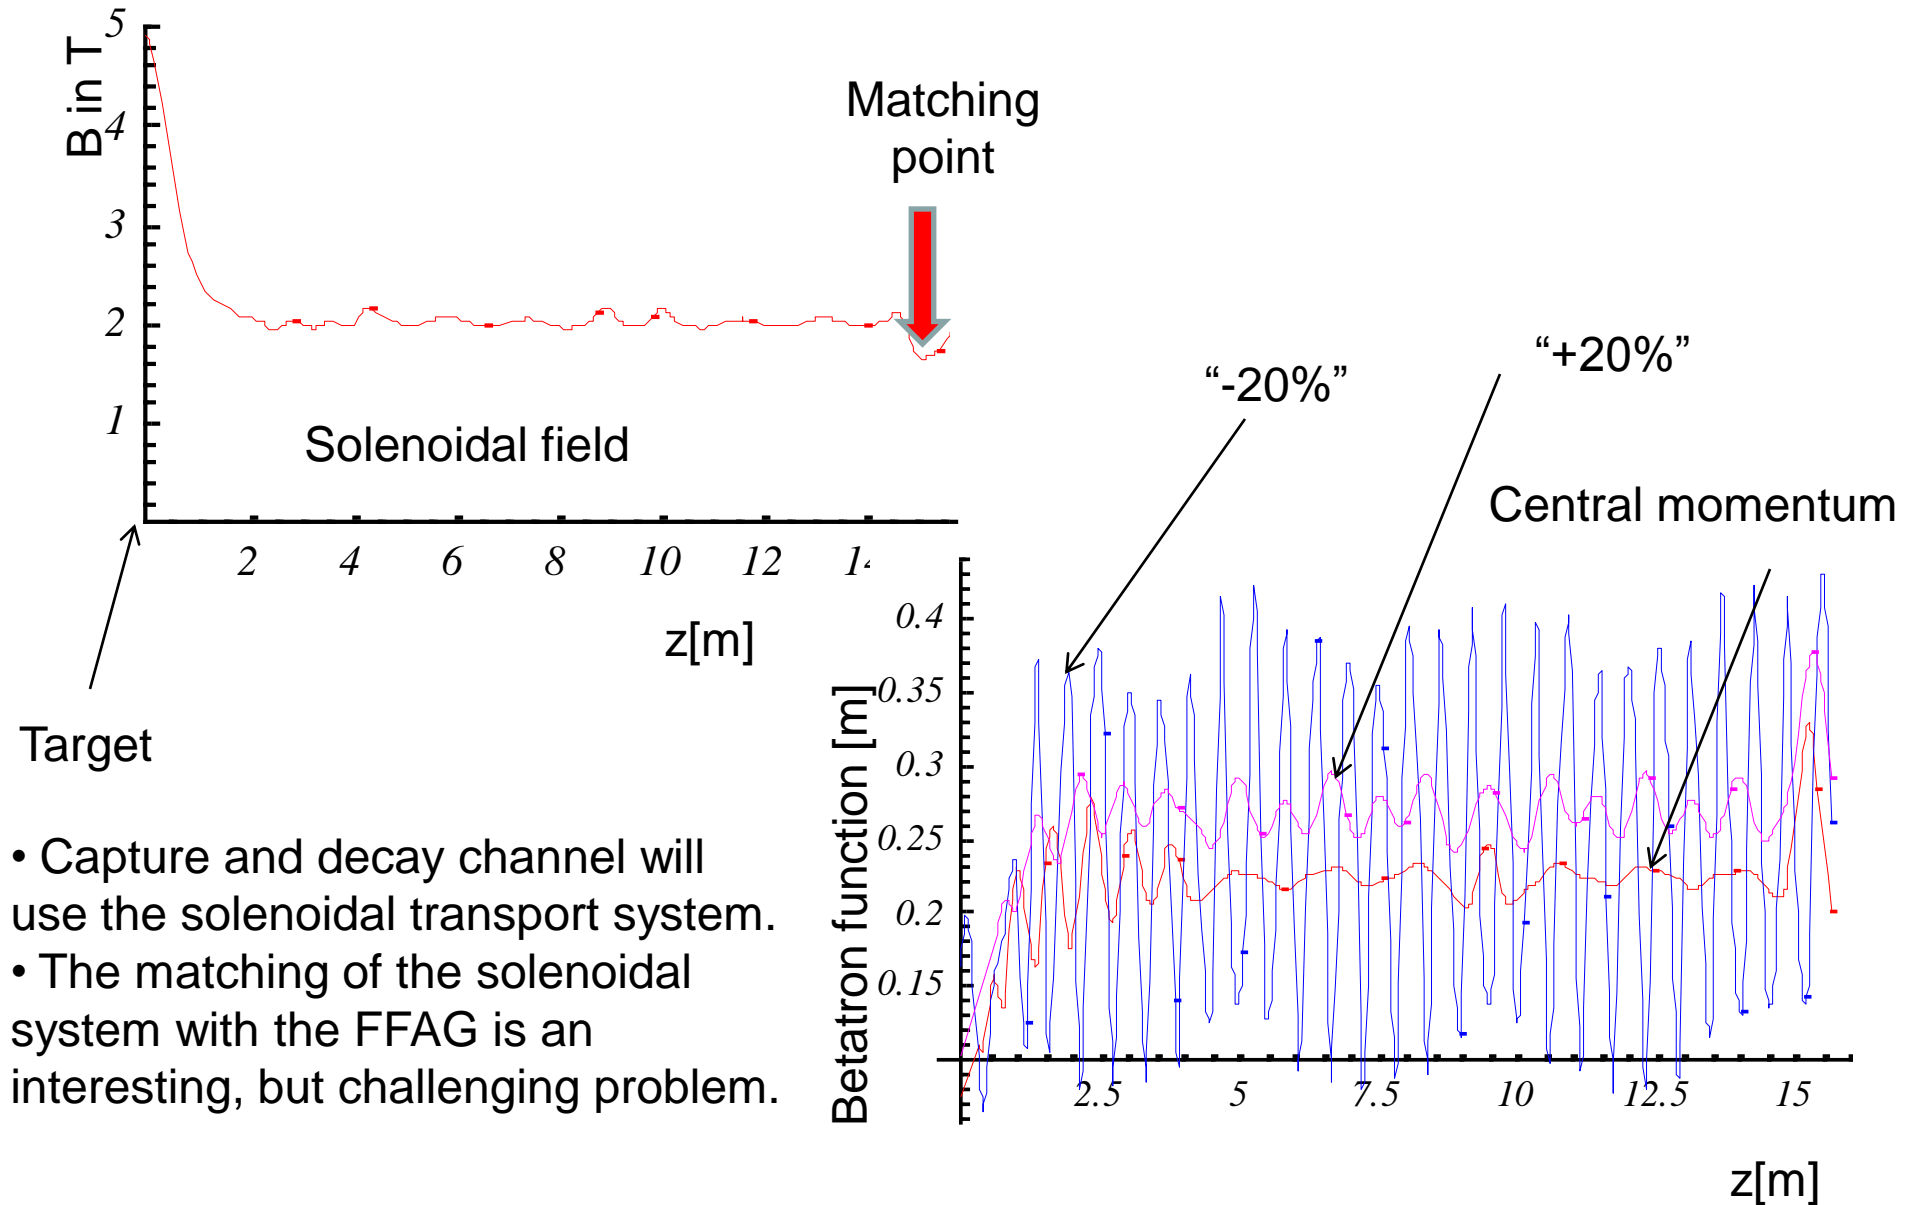 5
B in T
4
3
2
1
Solenoidal field
2 4 6 8 10 12
z[m]
Target
Matching
point
“-20%”
“+20%”
Central momentum
Betatron function [m]
0.4
0.35
0.3
0.25
0.2
0.15
2.5 5 7.5 10 12.5 15
z[m]
• Capture and decay channel will
use the solenoidal transport system.
• The matching of the solenoidal
system with the FFAG is an
interesting, but challenging problem.